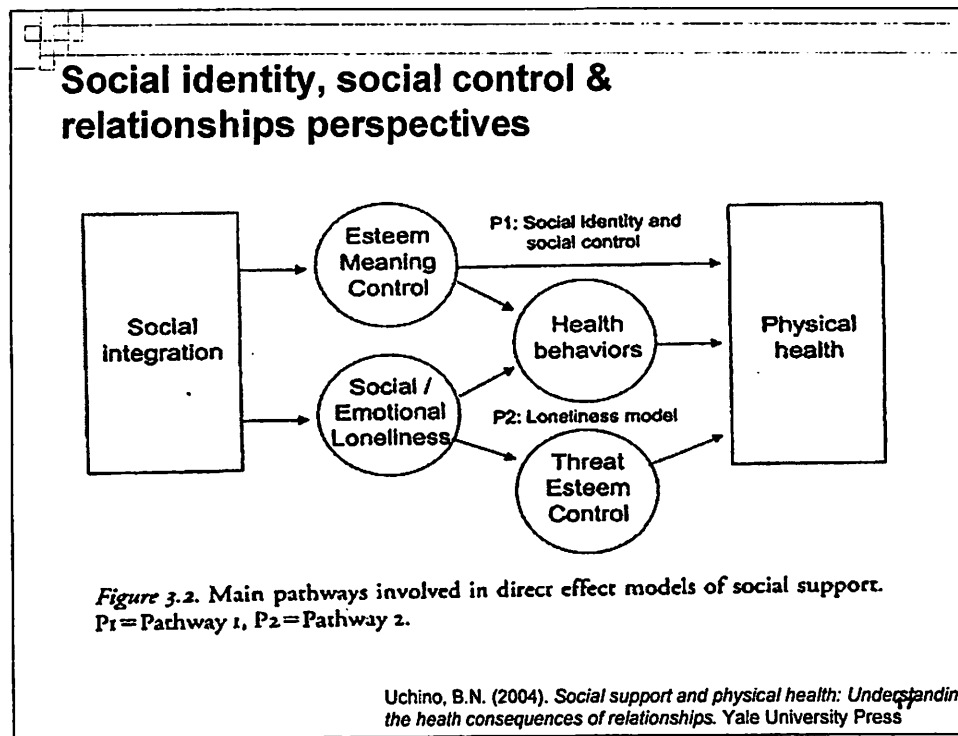 Social identity, social control &
relationships perspectives
Social
integration
Esteem
Meaning
Control
P1: Social identity and
social control
Health
behaviors
Physical
health
Social /
Emotional
Loneliness
P2: Loneliness model
Threat
Esteem
Control
Figure 3.2. Main pathways involved in direct effect models of social support.
P1=Pathway 1, P2=Pathway 2.
Uchino, B.N. (2004). Social support and physical health: Understandin
the heath consequences of relationships. Yale University Press